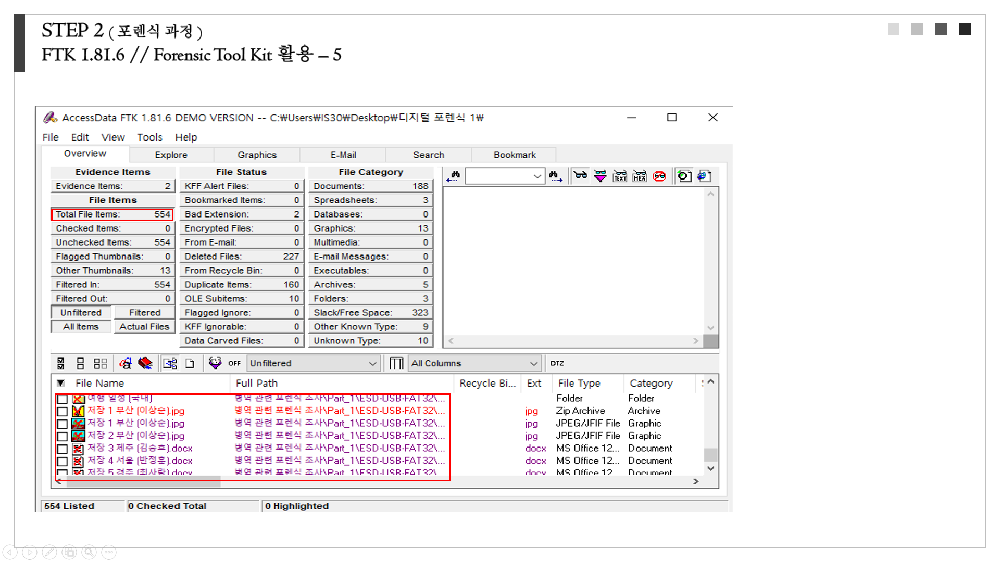 STEP 2 ( 포렌식 과정 )
FTK 1.81.6 // Forensic Tool Kit 활용 – 5
AccessData FTK 1.81.6 DEMO VERSION -- C:₩Users₩IS30₩Desktop₩디지털 포렌식 1₩
File Edit View Tools Help
Overview Explore Graphics E-Mail Search Bookmark
Evidence Items
Evidence Items: 2
File Items
Total File Items: 554
Checked Items: 0
Unchecked Items: 554
Flagged Thumbnails: 0
Other Thumbnails: 13
Filtered In: 554
Filtered Out: 0
Unfiltered Filtered
All Items Actual Files
File Status
KFF Alert Files: 0
Bookmarked Items: 0
Bad Extension: 2
Encrypted Files: 0
From E-mail: 0
Deleted Files: 227
From Recycle Bin: 0
Duplicate Items: 160
OLE Subitems: 10
Flagged Ignore: 0
KFF Ignorable: 0
Data Carved Files: 0
File Category
Documents: 188
Spreadsheets: 3
Databases: 0
Graphics: 13
Multimedia: 0
E-mail Messages: 0
Executables: 0
Archives: 5
Folders: 3
Slack/Free Space: 323
Other Known Type: 9
Unknown Type: 10
TEXT HEX
OFF Unfiltered All Columns DTZ
File Name Full Path Recycle Bi... Ext File Type Category
여행 일정 (국내) 병역 관련 포렌식 조사\Part_1\ESD-USB-FAT32\... Folder Folder
저장 1 부산 (이상순).jpg 병역 관련 포렌식 조사\Part_1\ESD-USB-FAT32\... jpg Zip Archive Archive
저장 1 부산 (이상순).jpg 병역 관련 포렌식 조사\Part_1\ESD-USB-FAT32\... jpg JPEG/JFIF File Graphic
저장 2 부산 (이상순).jpg 병역 관련 포렌식 조사\Part_1\ESD-USB-FAT32\... jpg JPEG/JFIF File Graphic
저장 3 제주 (김승호).docx 병역 관련 포렌식 조사\Part_1\ESD-USB-FAT32\... docx MS Office 12... Document
저장 4 서울 (반정훈).docx 병역 관련 포렌식 조사\Part_1\ESD-USB-FAT32\... docx MS Office 12... Document
저장 5 경주 (최사랑).docx 병역 관련 포렌식 조사\Part_1\ESD-USB-FAT32\... docx MS Office 12... Document
554 Listed 0 Checked Total 0 Highlighted